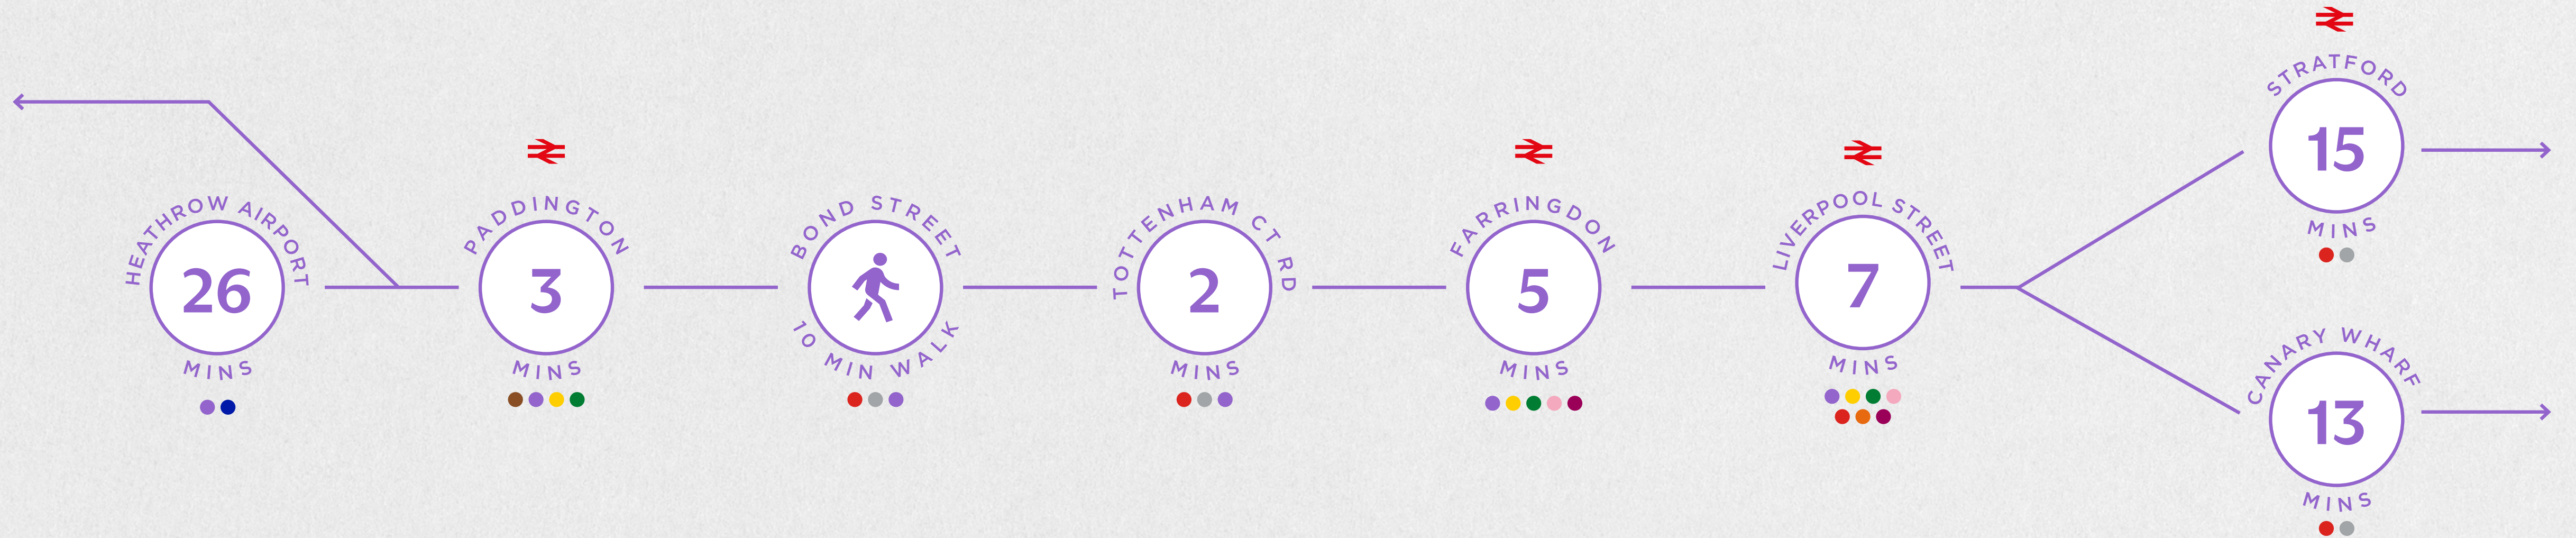 HEATHROW AIRPORT
26
MINS
PADDINGTON
3
MINS
BOND STREET
10 MIN WALK
TOTTENHAM CT RD
2
MINS
FARRINGDON
5
MINS
LIVERPOOL STREET
7
MINS
STRATFORD
15
MINS
CANARY WHARF
13
MINS